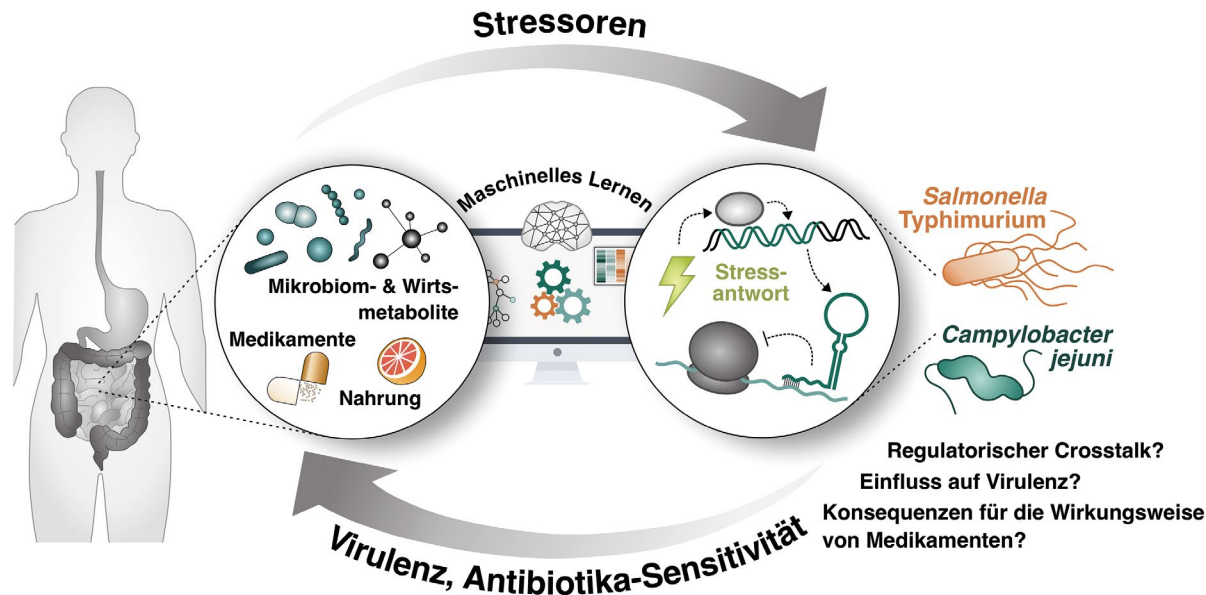 Stressoren
Maschinelles Lernen
Mikrobiom- & Wirts-
metabolite
Medikamente
Nahrung
Stress-
antwort
Salmonella
Typhimurium
Campylobacter
jejuni
Regulatorischer Crosstalk?
Einfluss auf Virulenz?
Konsequenzen für die Wirkungsweise
von Medikamenten?
Virulenz, Antibiotika-Sensitivität